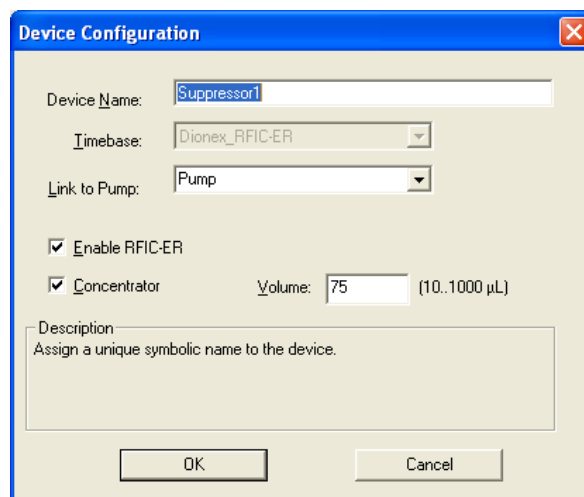 Device Configuration
Device Name: Suppressor1
Timebase: Dionex_RFIC-ER
Link to Pump: Pump
Enable RFIC-ER
Concentrator Volume: 75 (10..1000 µL)
Description
Assign a unique symbolic name to the device.
OK Cancel